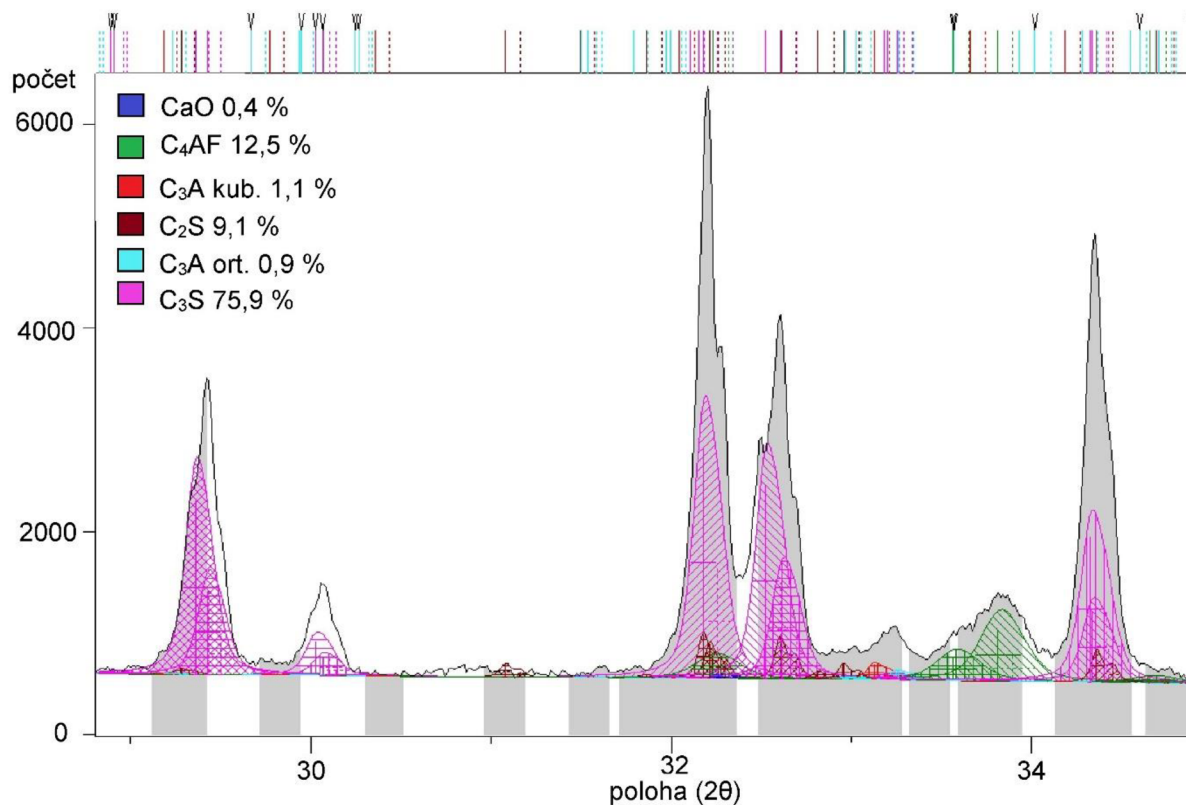 počet
6000
4000
2000
0
CaO 0,4 %
C₄AF 12,5 %
C₃A kub. 1,1 %
C₂S 9,1 %
C₃A ort. 0,9 %
C₃S 75,9 %
30
32
34
poloha (2θ)